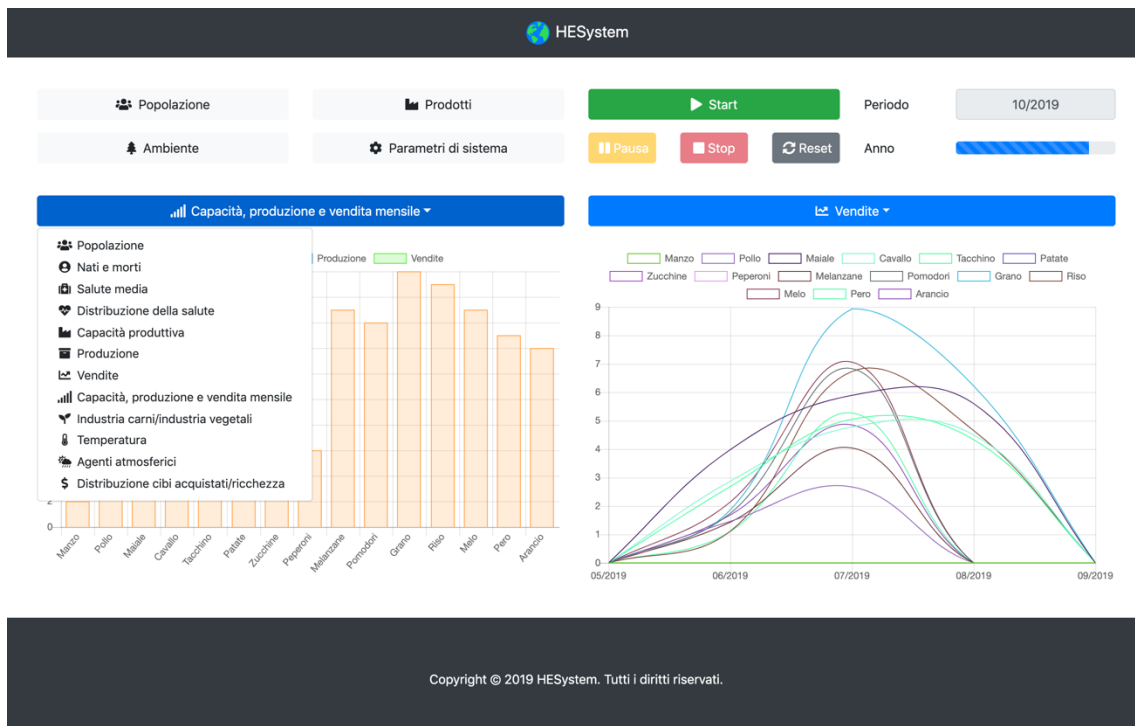 HESystem
Popolazione
Prodotti
Start
Periodo
10/2019
Ambiente
Parametri di sistema
Pausa
Stop
Reset
Anno
Capacità, produzione e vendita mensile
Vendite
Popolazione
Nati e morti
Salute media
Distribuzione della salute
Capacità produttiva
Produzione
Vendite
Capacità, produzione e vendita mensile
Industria carni/industria vegetali
Temperatura
Agenti atmosferici
Distribuzione cibi acquistati/ricchezza
Produzione Vendite
2
0
Manzo Pollo Maiale Cavallo Tacchino Patate Zucchine Peperoni Melanzane Pomodori Grano Riso Melo Pero Arancio
Manzo Pollo Maiale Cavallo Tacchino Patate
Zucchine Peperoni Melanzane Pomodori Grano Riso
Melo Pero Arancio
9
8
7
6
5
4
3
2
1
0
05/2019 06/2019 07/2019 08/2019 09/2019
Copyright © 2019 HESystem. Tutti i diritti riservati.